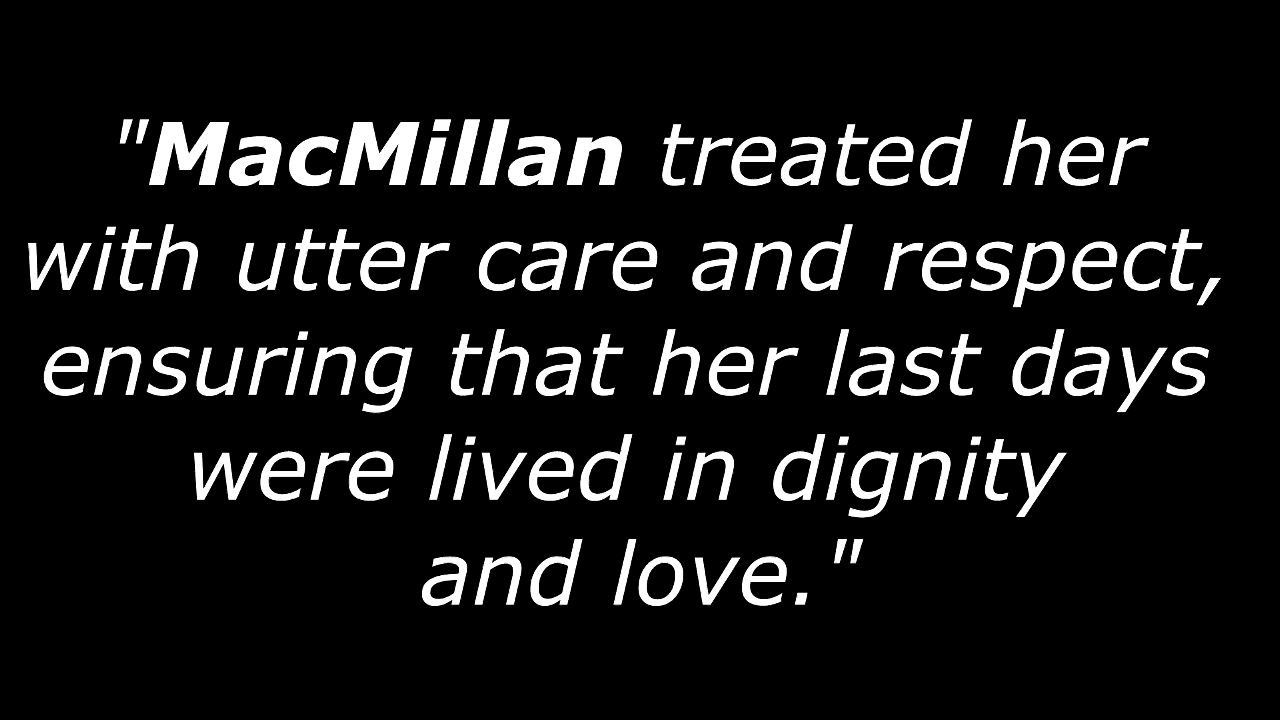 "MacMillan treated her
with utter care and respect,
ensuring that her last days
were lived in dignity
and love."